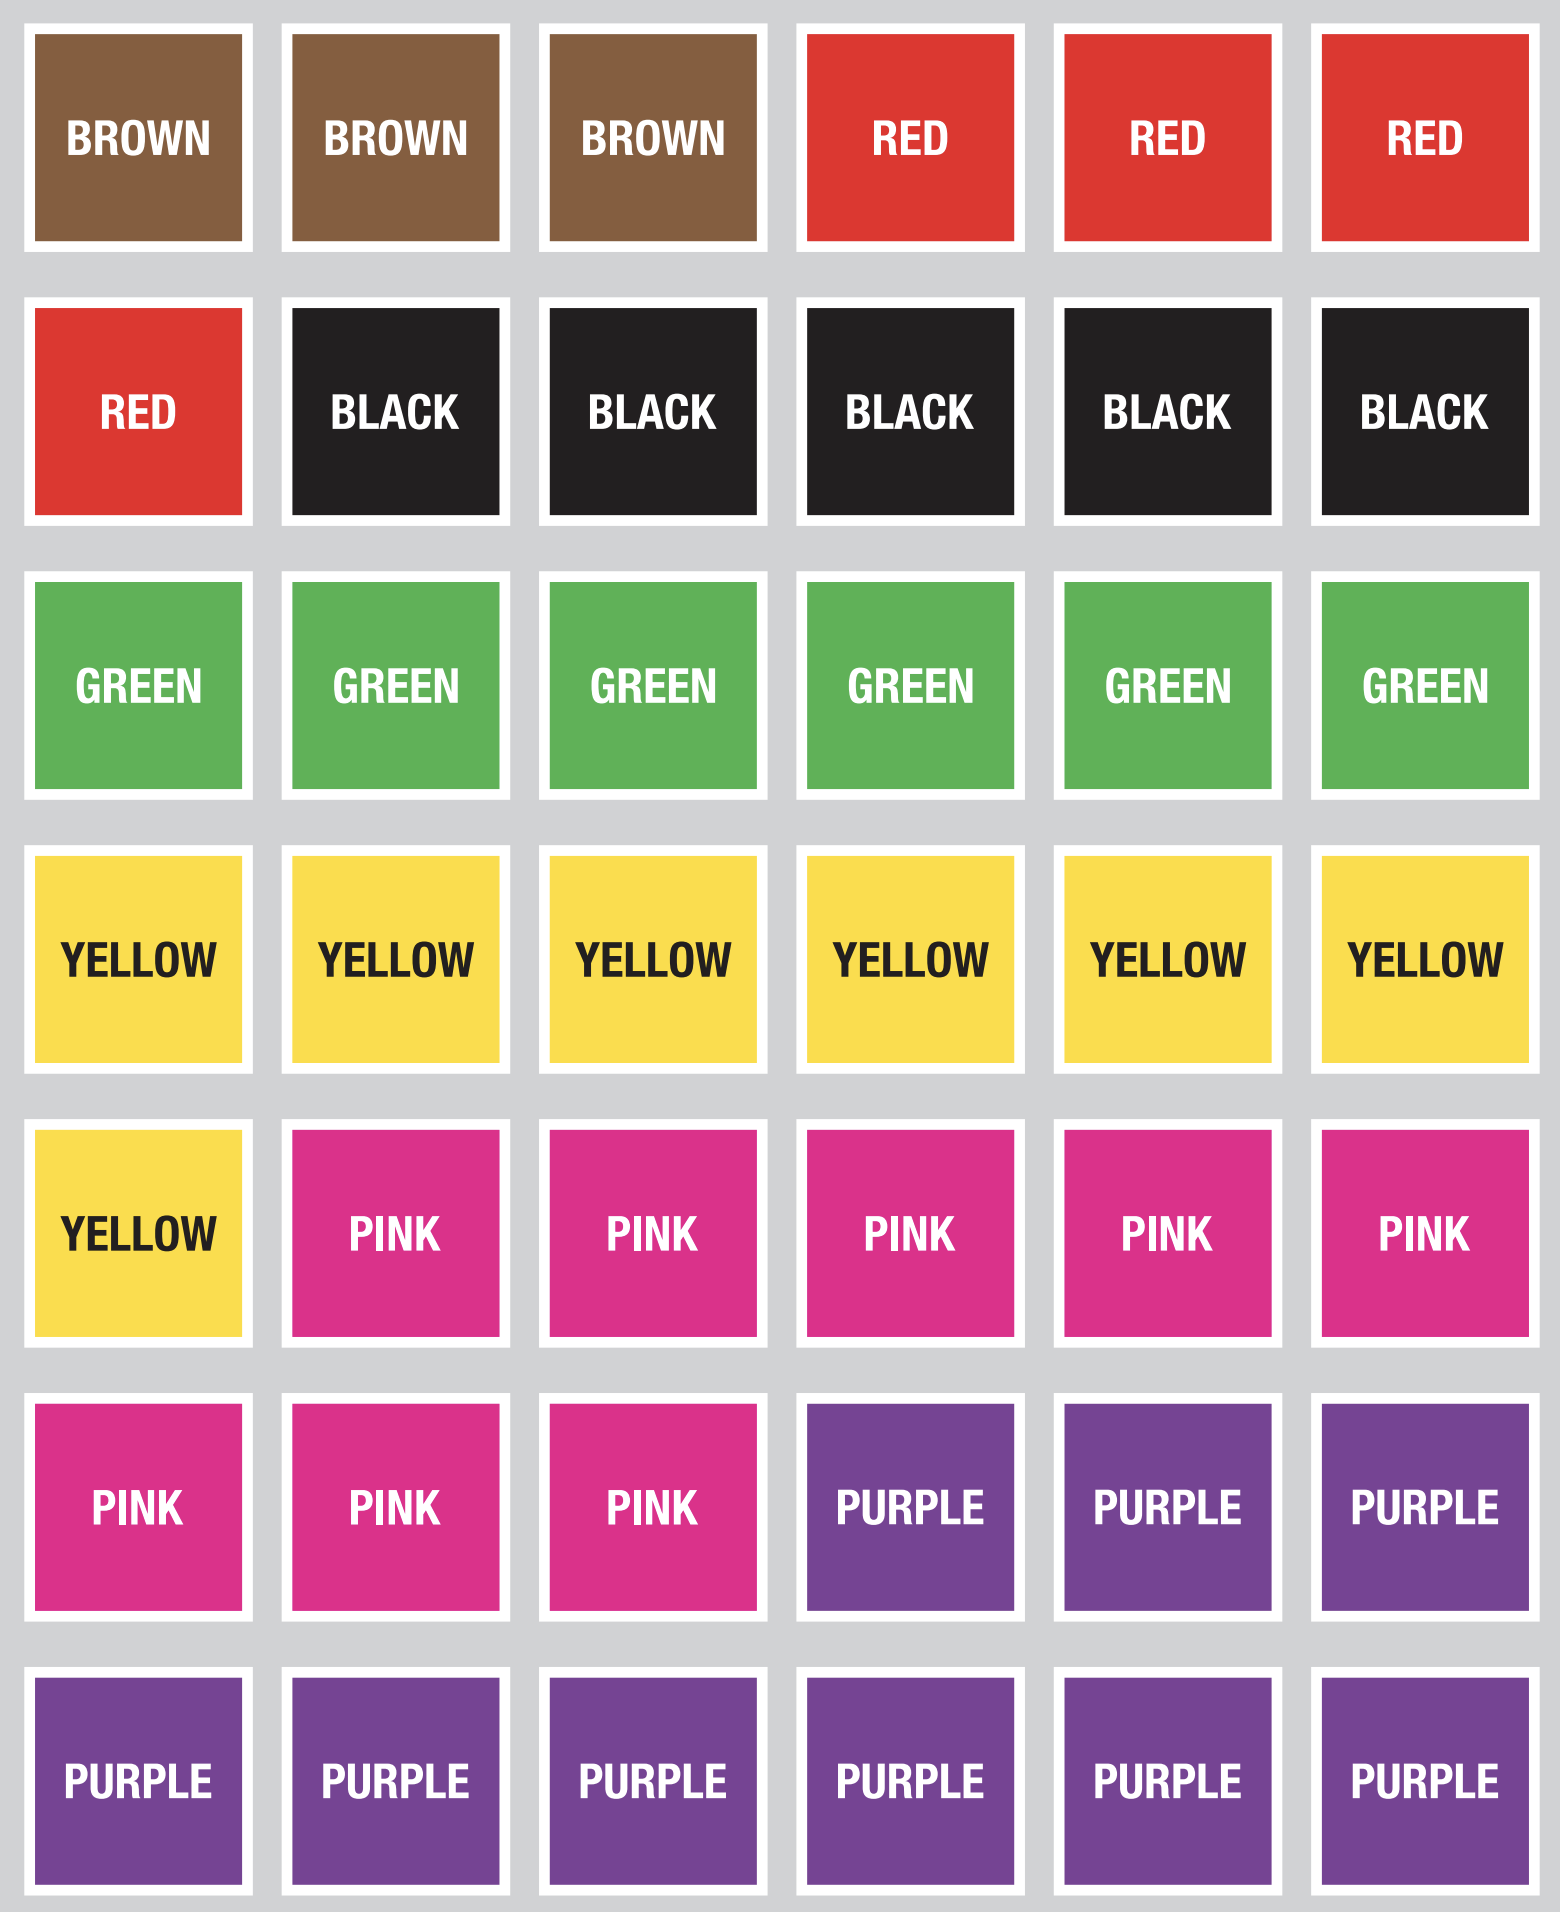 BROWN BROWN BROWN RED RED RED
RED BLACK BLACK BLACK BLACK BLACK
GREEN GREEN GREEN GREEN GREEN GREEN
YELLOW YELLOW YELLOW YELLOW YELLOW YELLOW
YELLOW PINK PINK PINK PINK PINK
PINK PINK PINK PURPLE PURPLE PURPLE
PURPLE PURPLE PURPLE PURPLE PURPLE PURPLE